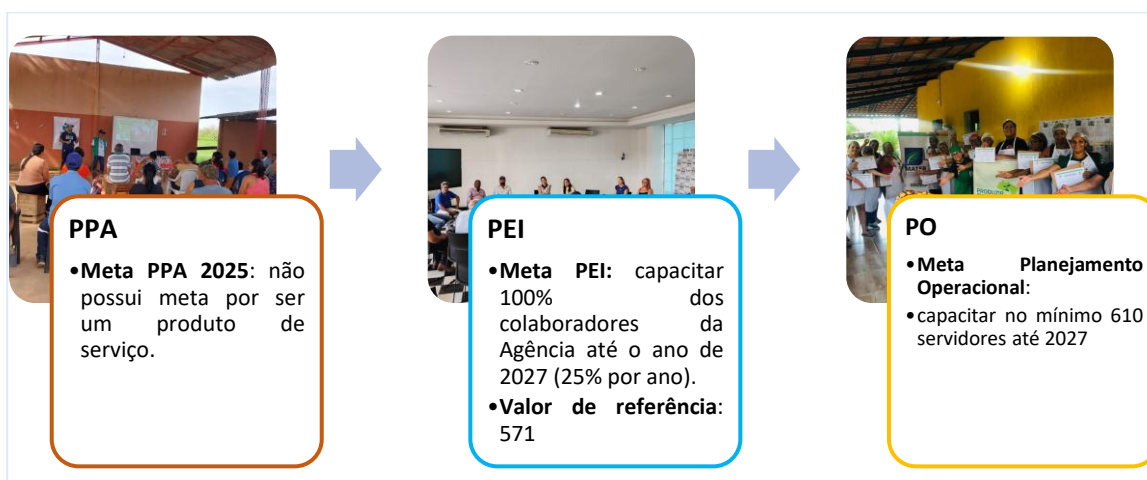 PPA
•Meta PPA 2025: não
possui meta por ser
um produto de
serviço.
PEI
•Meta PEI: capacitar
100% dos
colaboradores da
Agência até o ano de
2027 (25% por ano).
•Valor de referência:
571
PO
•Meta Planejamento
Operacional:
•capacitar no mínimo 610
servidores até 2027